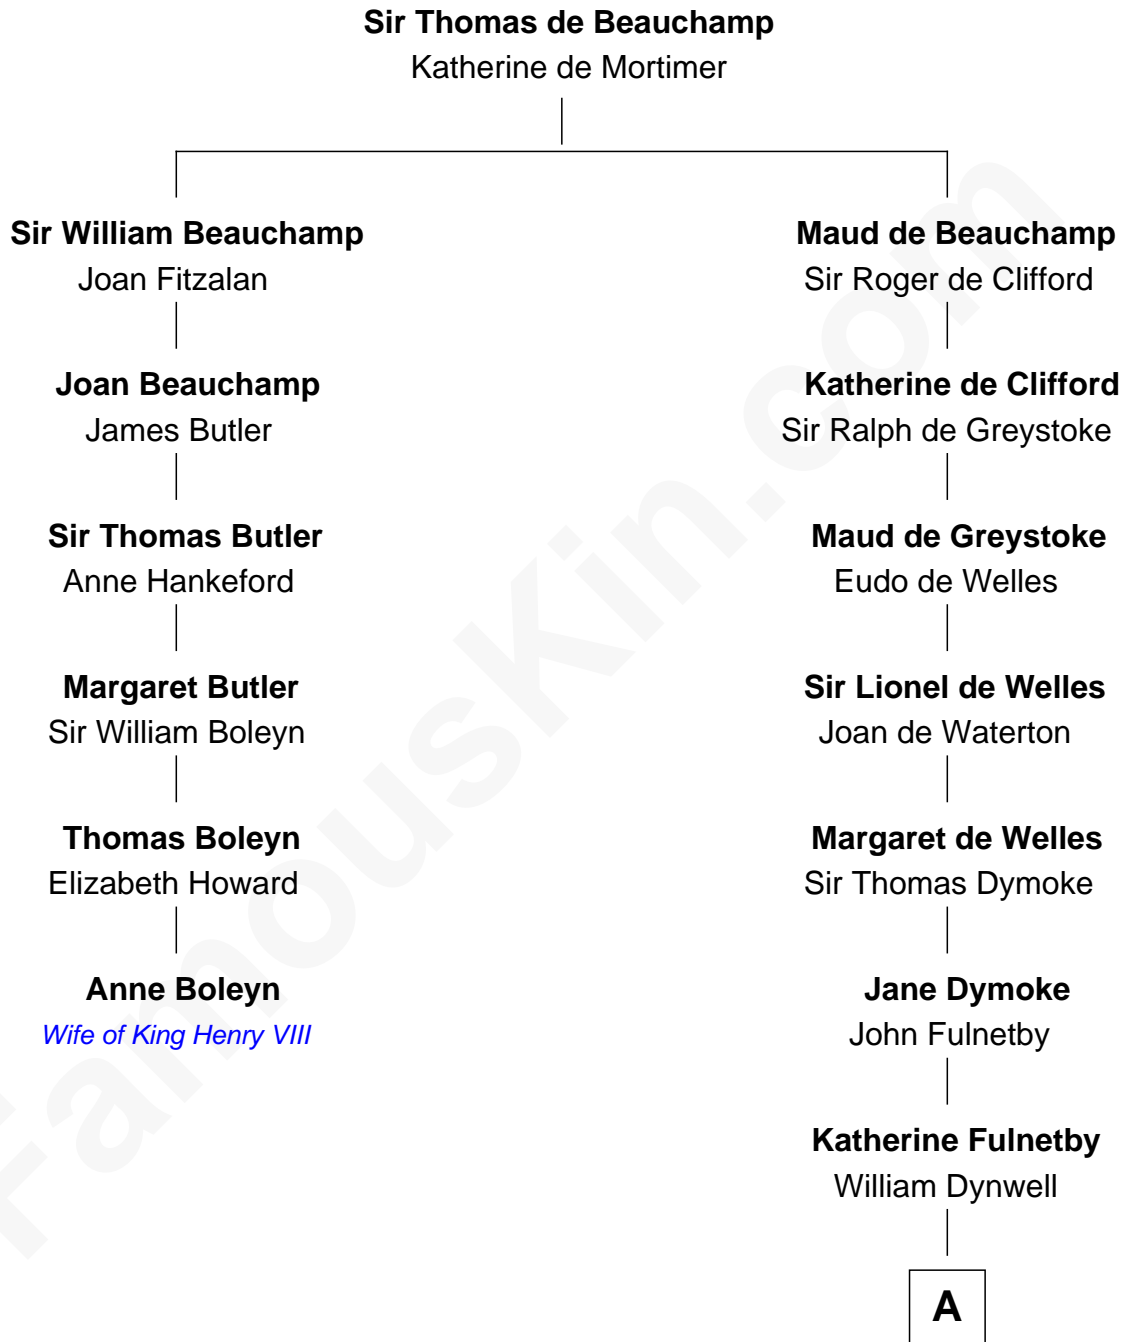 Sir Thomas de Beauchamp
Katherine de Mortimer
Sir William Beauchamp
Joan Fitzalan
Joan Beauchamp
James Butler
Sir Thomas Butler
Anne Hankeford
Margaret Butler
Sir William Boleyn
Thomas Boleyn
Elizabeth Howard
Anne Boleyn
Wife of King Henry VIII
Maud de Beauchamp
Sir Roger de Clifford
Katherine de Clifford
Sir Ralph de Greystoke
Maud de Greystoke
Eudo de Welles
Sir Lionel de Welles
Joan de Waterton
Margaret de Welles
Sir Thomas Dymoke
Jane Dymoke
John Fulnetby
Katherine Fulnetby
William Dynwell
A
FamousKin.com